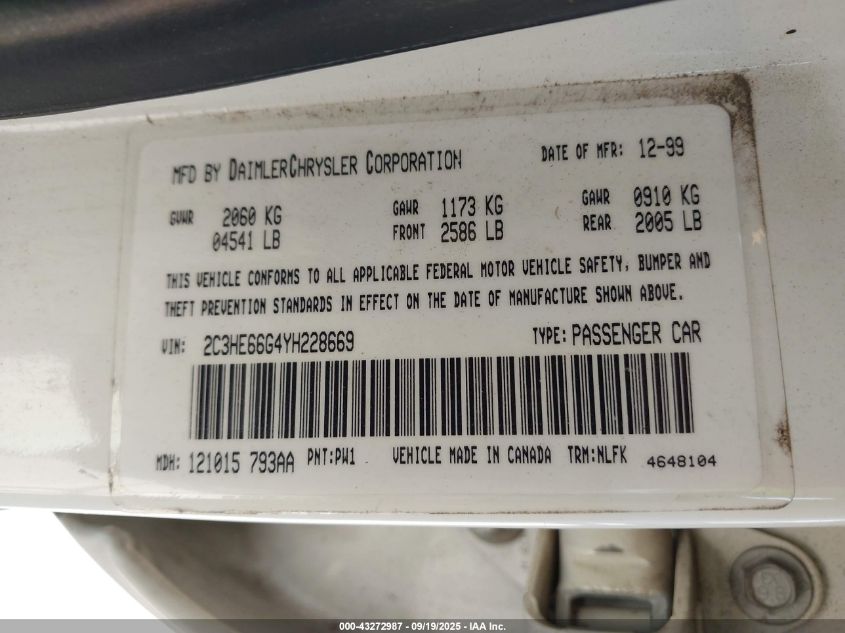 MFD BY DAIMLERCHRYSLER CORPORATION DATE OF MFR: 12-99
GVWR 2060 KG GAWR 1173 KG GAWR 0910 KG
04541 LB FRONT 2586 LB REAR 2005 LB
THIS VEHICLE CONFORMS TO ALL APPLICABLE FEDERAL MOTOR VEHICLE SAFETY, BUMPER AND
THEFT PREVENTION STANDARDS IN EFFECT ON THE DATE OF MANUFACTURE SHOWN ABOVE.
VIN: 2C3HE66G4YH228669 TYPE: PASSENGER CAR
MDH: 121015 793AA PNT:PW1 VEHICLE MADE IN CANADA TRM:NLFK 4648104
000-43272987 - 09/19/2025 - IAA Inc.